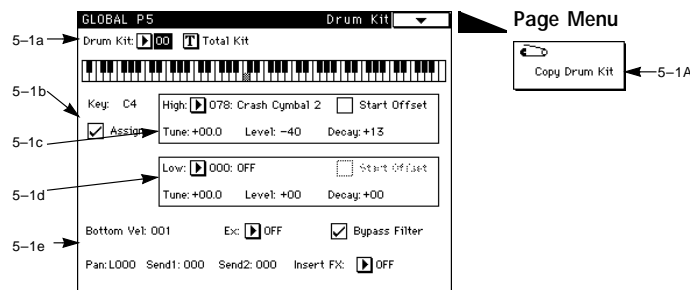 GLOBAL P5 Drum Kit
Page Menu
5–1a
Drum Kit: 00 T Total Kit
Copy Drum Kit
5–1A
5–1b
Key: C4
High: 078: Crash Cymbal 2 Start Offset
Assign
Tune: +00.0 Level: −40 Decay: +13
5–1c
Low: 000: OFF Start Offset
5–1d
Tune: +00.0 Level: +00 Decay: +00
Bottom Vel: 001 Ex: OFF Bypass Filter
5–1e
Pan: L000 Send1: 000 Send2: 000 Insert FX: OFF